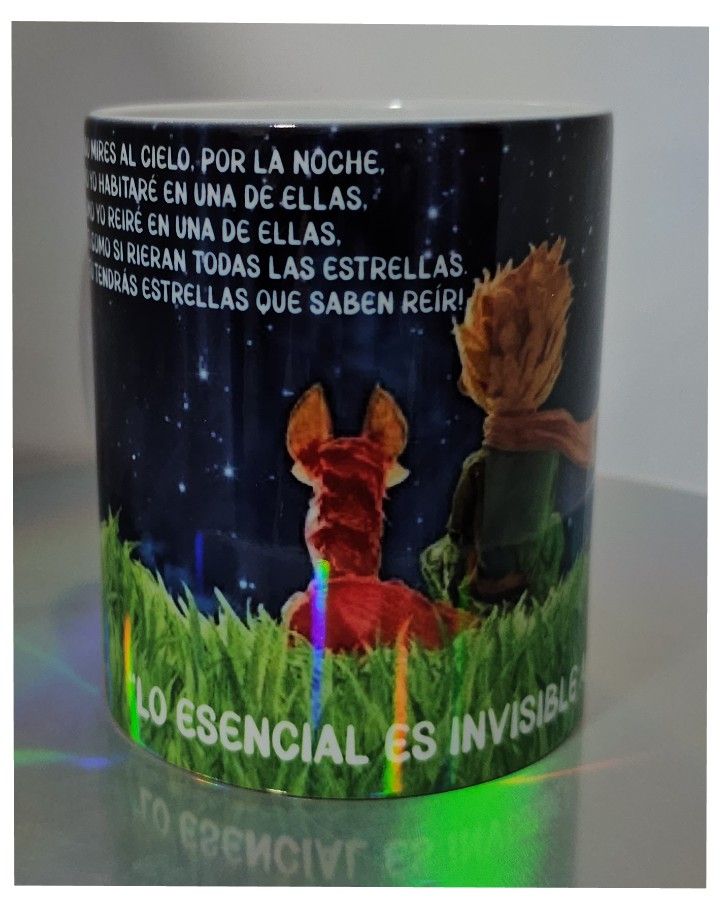 MIRES AL CIELO, POR LA NOCHE,
YO HABITARÉ EN UNA DE ELLAS,
YO REIRÉ EN UNA DE ELLAS,
COMO SI RIERAN TODAS LAS ESTRELLAS.
TENDRÁS ESTRELLAS QUE SABEN REÍR!
"LO ESENCIAL ES INVISIBLE